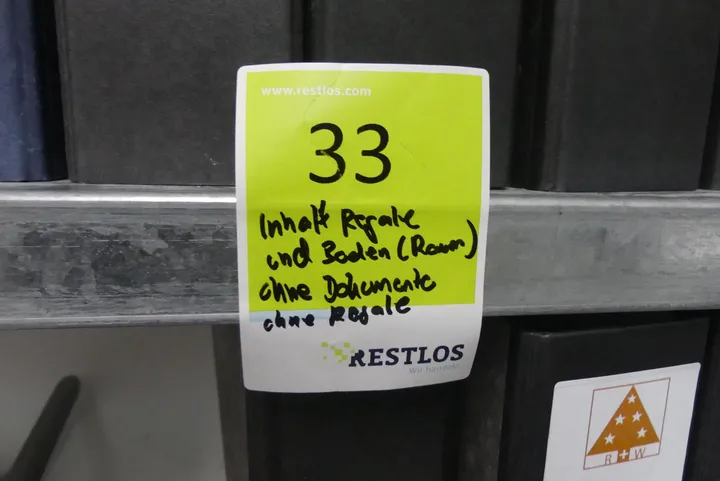 www.restlos.com
33
Inhalt Regale
und Boden (Raum)
ohne Dokumente
ohne Regale
RESTLOS
R + W